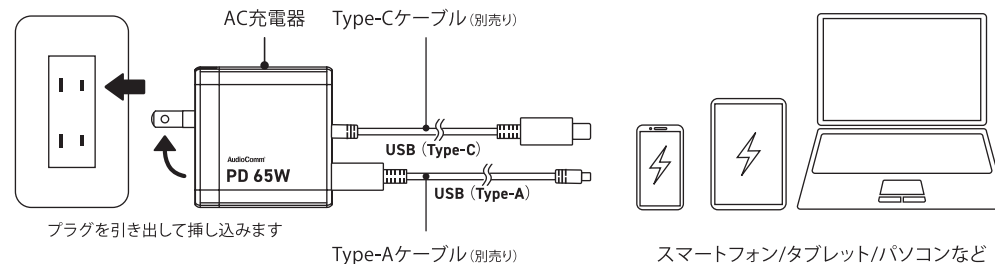 AC充電器
Type-Cケーブル(別売り)
USB（Type-C）
AudioComm
PD 65W
USB（Type-A）
プラグを引き出して挿し込みます
Type-Aケーブル(別売り)
スマートフォン/タブレット/パソコンなど